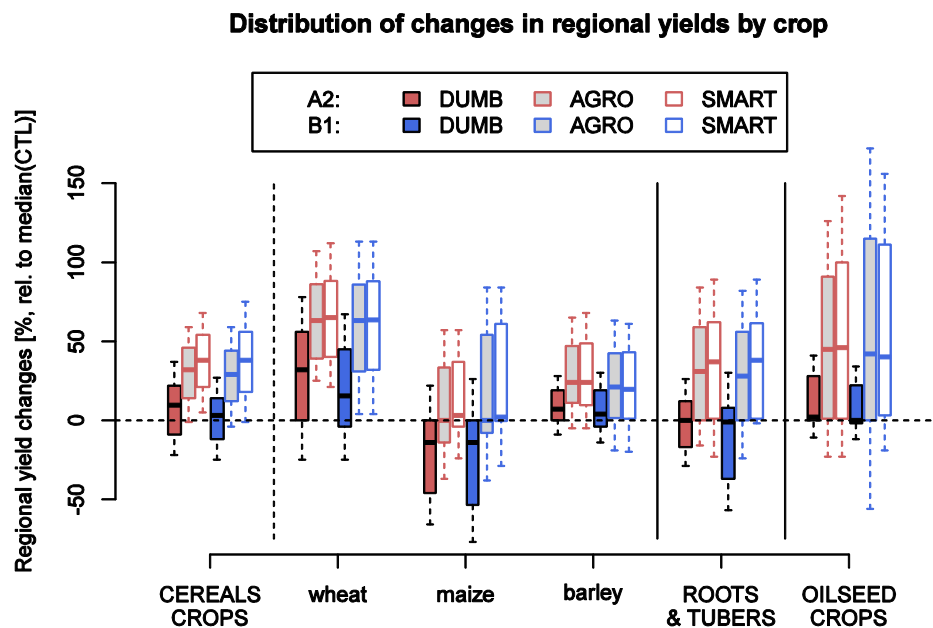 Distribution of changes in regional yields by crop
A2: DUMB AGRO SMART
B1: DUMB AGRO SMART
Regional yield changes [%, rel. to median(CTL)]
150
100
50
0
-50
CEREALS CROPS
wheat
maize
barley
ROOTS & TUBERS
OILSEED CROPS